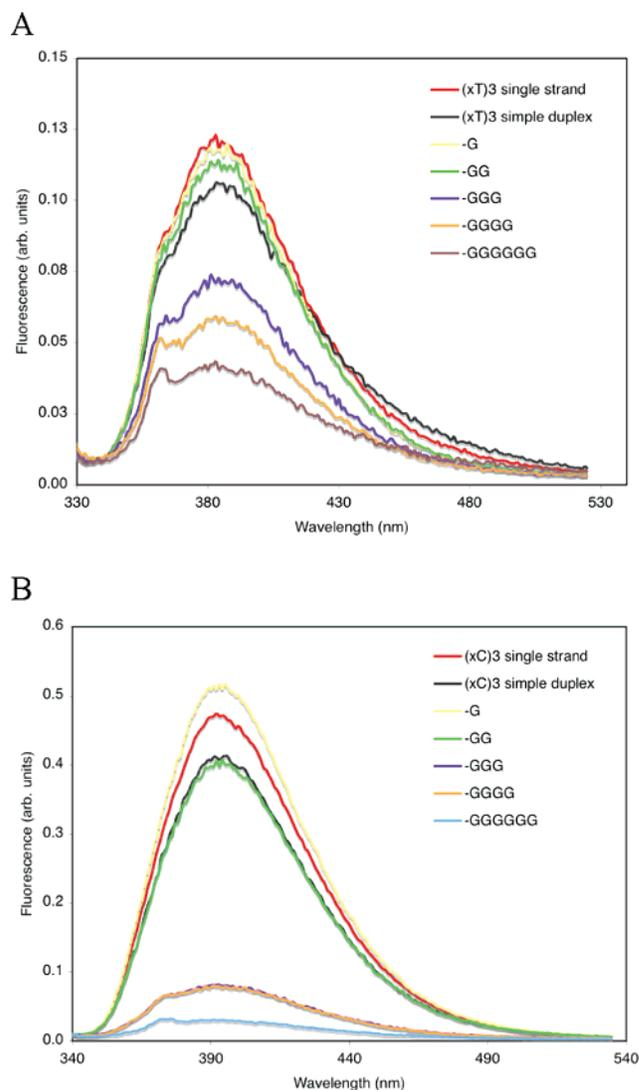 A
0.15
0.13
0.10
0.08
0.05
0.03
0.00
Fluorescence (arb. units)
(xT)3 single strand
(xT)3 simple duplex
-G
-GG
-GGG
-GGGG
-GGGGGG
330
380
430
480
530
Wavelength (nm)
B
0.6
0.5
0.4
0.3
0.2
0.1
0.0
Fluorescence (arb. units)
(xC)3 single strand
(xC)3 simple duplex
-G
-GG
-GGG
-GGGG
-GGGGGG
340
390
440
490
540
Wavelength (nm)